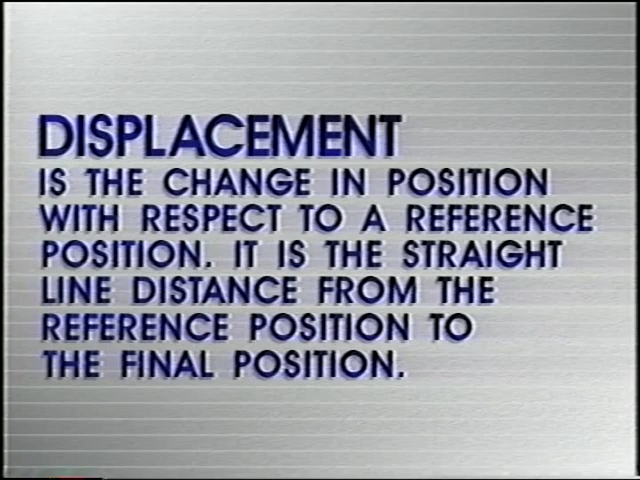 DISPLACEMENT
IS THE CHANGE IN POSITION
WITH RESPECT TO A REFERENCE
POSITION. IT IS THE STRAIGHT
LINE DISTANCE FROM THE
REFERENCE POSITION TO
THE FINAL POSITION.